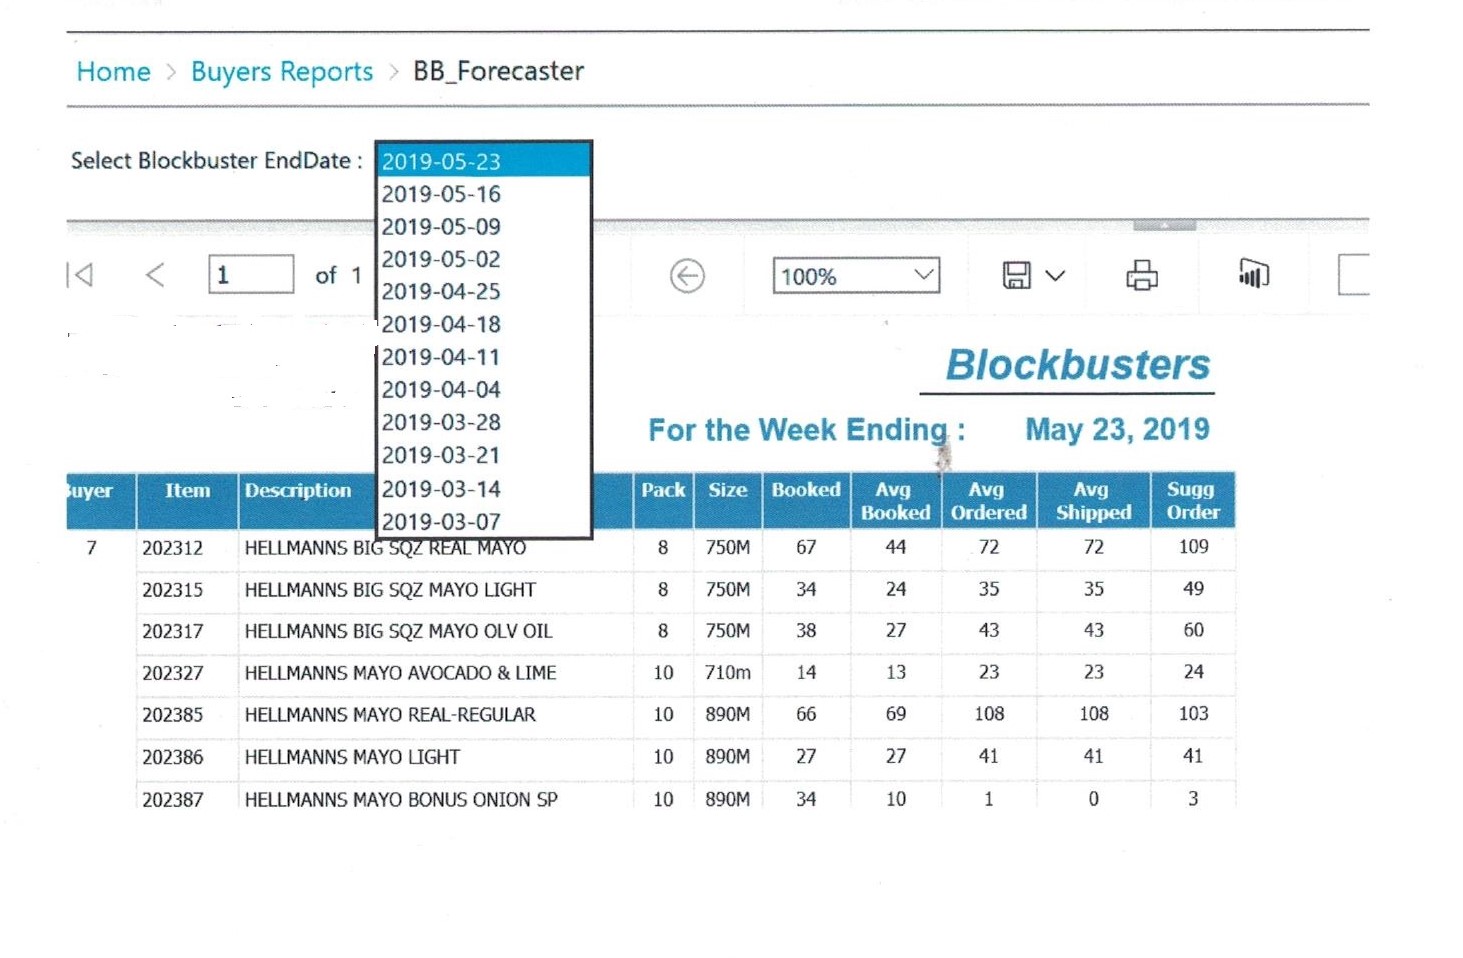 Home > Buyers Reports > BB_Forecaster
Select Blockbuster EndDate : 2019-05-23
2019-05-16
2019-05-09
2019-05-02
2019-04-25
2019-04-18
2019-04-11
2019-04-04
2019-03-28
2019-03-21
2019-03-14
2019-03-07
1 of 1 100%
Blockbusters
For the Week Ending : May 23, 2019
uyer Item Description Pack Size Booked Avg Booked Avg Ordered Avg Shipped Sugg Order
7 202312 HELLMANNS BIG SQZ REAL MAYO 8 750M 67 44 72 72 109
202315 HELLMANNS BIG SQZ MAYO LIGHT 8 750M 34 24 35 35 49
202317 HELLMANNS BIG SQZ MAYO OLV OIL 8 750M 38 27 43 43 60
202327 HELLMANNS MAYO AVOCADO & LIME 10 710m 14 13 23 23 24
202385 HELLMANNS MAYO REAL-REGULAR 10 890M 66 69 108 108 103
202386 HELLMANNS MAYO LIGHT 10 890M 27 27 41 41 41
202387 HELLMANNS MAYO BONUS ONION SP 10 890M 34 10 1 0 3